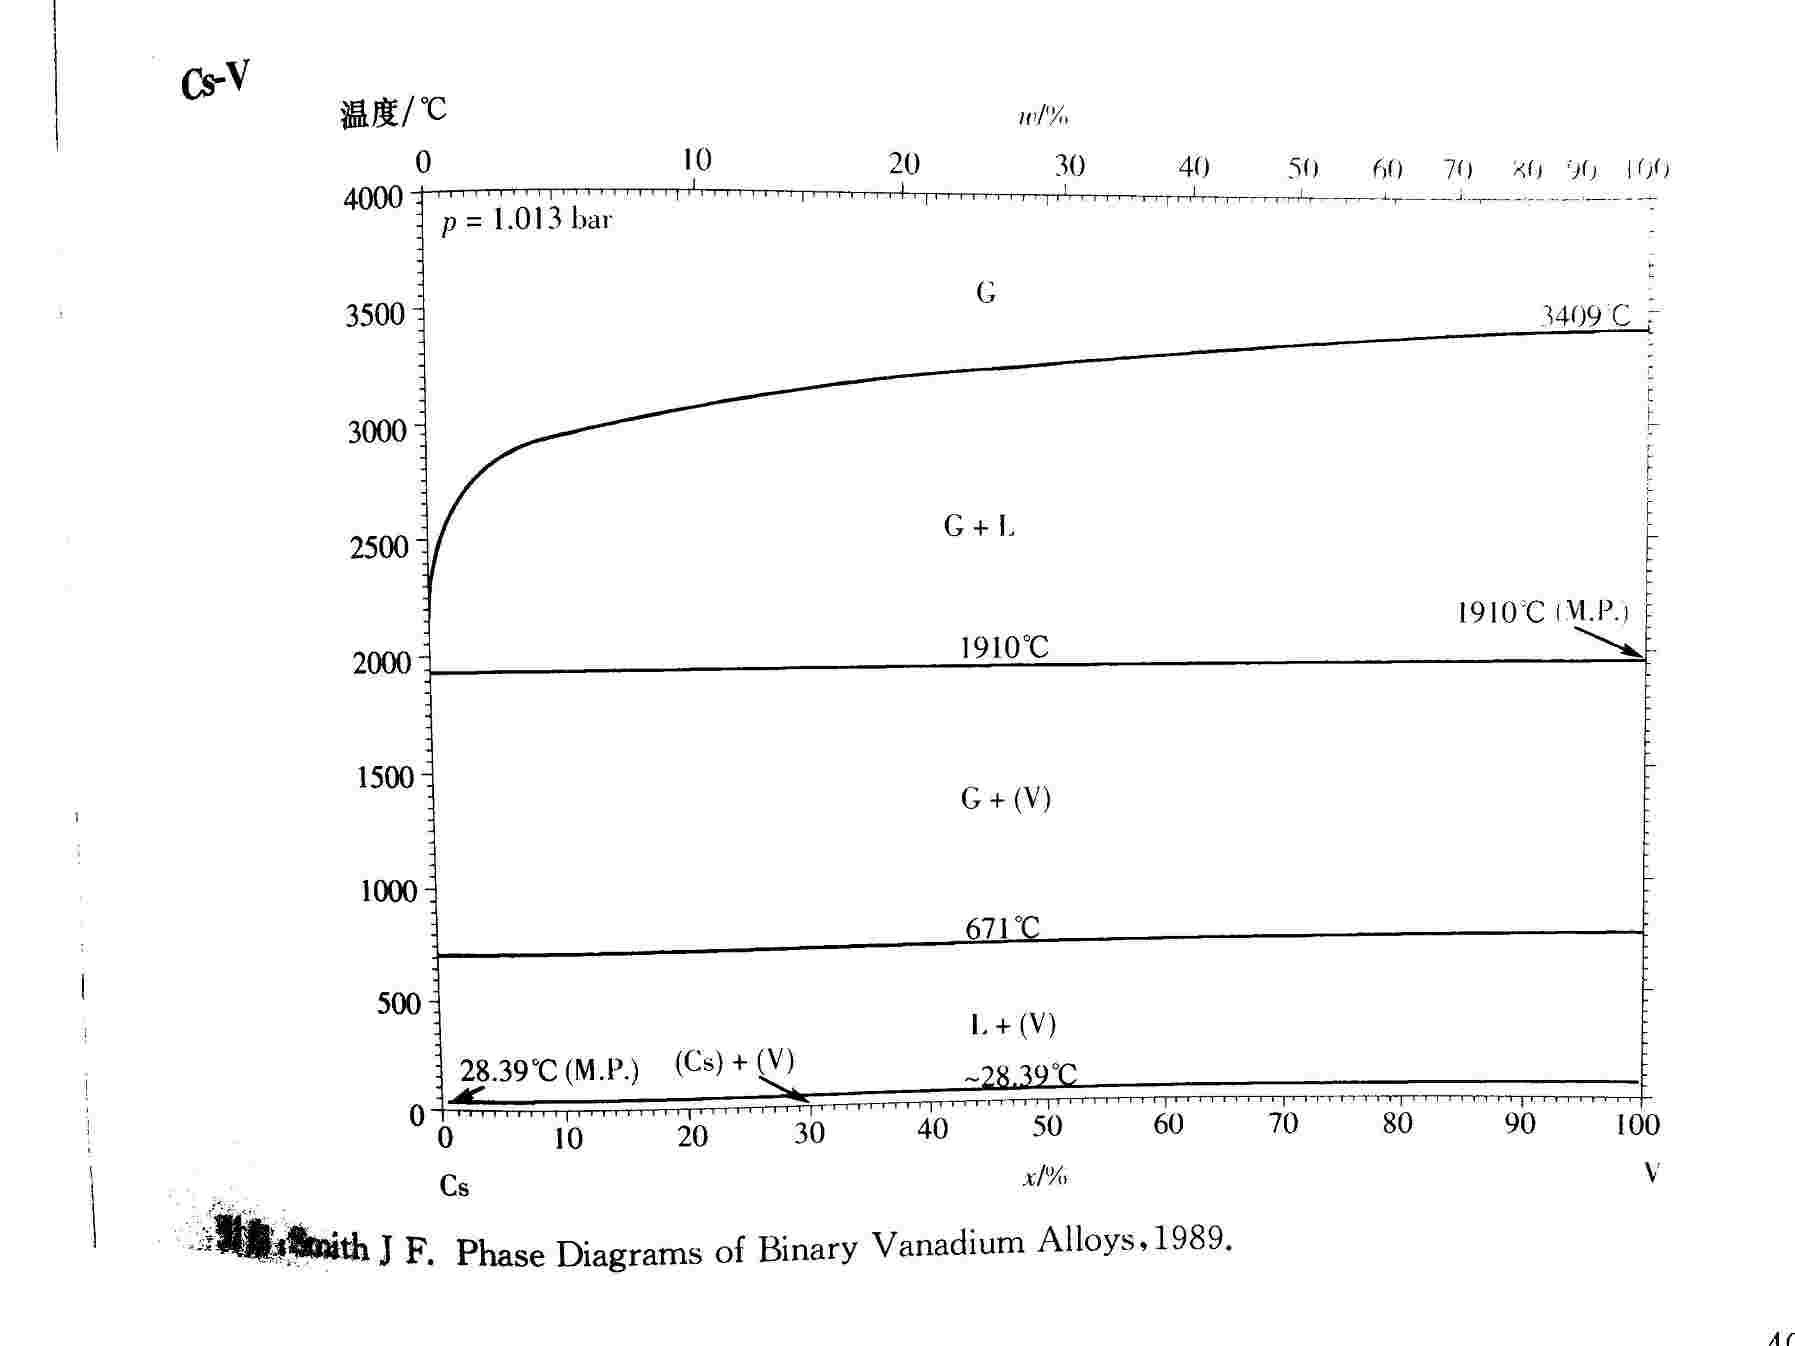 Cs-V
温度/℃
w/%
0 10 20 30 40 50 60 70 80 90 100
4000
p = 1.013 bar
G
3500
3409℃
3000
G + L
2500
1910℃ (M.P.)
1910℃
2000
1500
G + (V)
1000
671℃
500
L + (V)
28.39℃ (M.P.) (Cs) + (V)
~28.39℃
0
0 10 20 30 40 50 60 70 80 90 100
Cs x/% V
Smith J F. Phase Diagrams of Binary Vanadium Alloys, 1989.